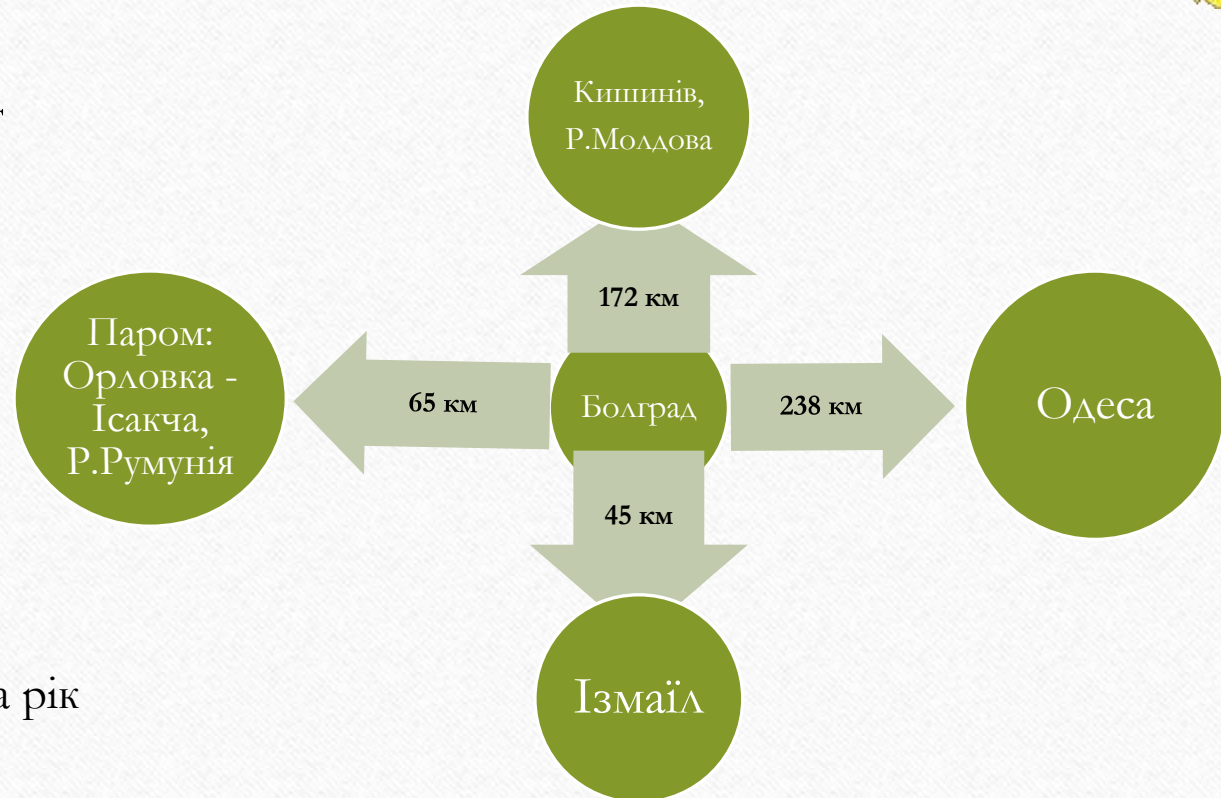 Кишинів,
Р.Молдова
172 км
Паром:
Орловка -
Ісакча,
Р.Румунія
65 км
Болград
238 км
Одеса
45 км
Ізмаїл
рік